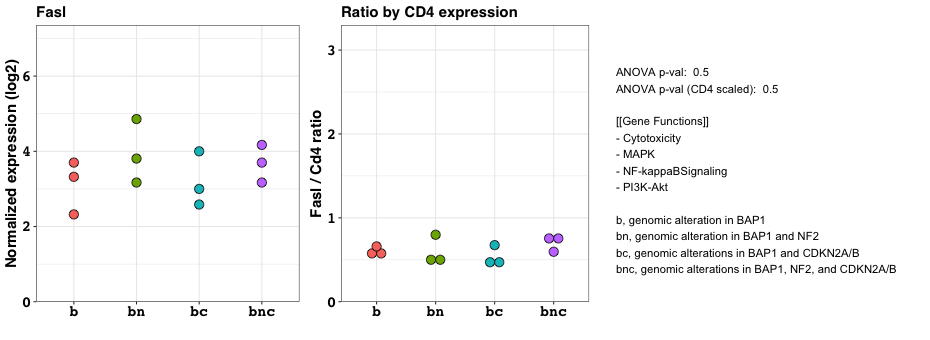 Fasl
Normalized expression (log2)
6
4
2
0
b
bn
bc
bnc
Ratio by CD4 expression
Fasl / Cd4 ratio
3
2
1
0
b
bn
bc
bnc
ANOVA p-val:  0.5
ANOVA p-val (CD4 scaled):  0.5
[[Gene Functions]]
- Cytotoxicity
- MAPK
- NF-kappaBSignaling
- PI3K-Akt
b, genomic alteration in BAP1
bn, genomic alteration in BAP1 and NF2
bc, genomic alterations in BAP1 and CDKN2A/B
bnc, genomic alterations in BAP1, NF2, and CDKN2A/B